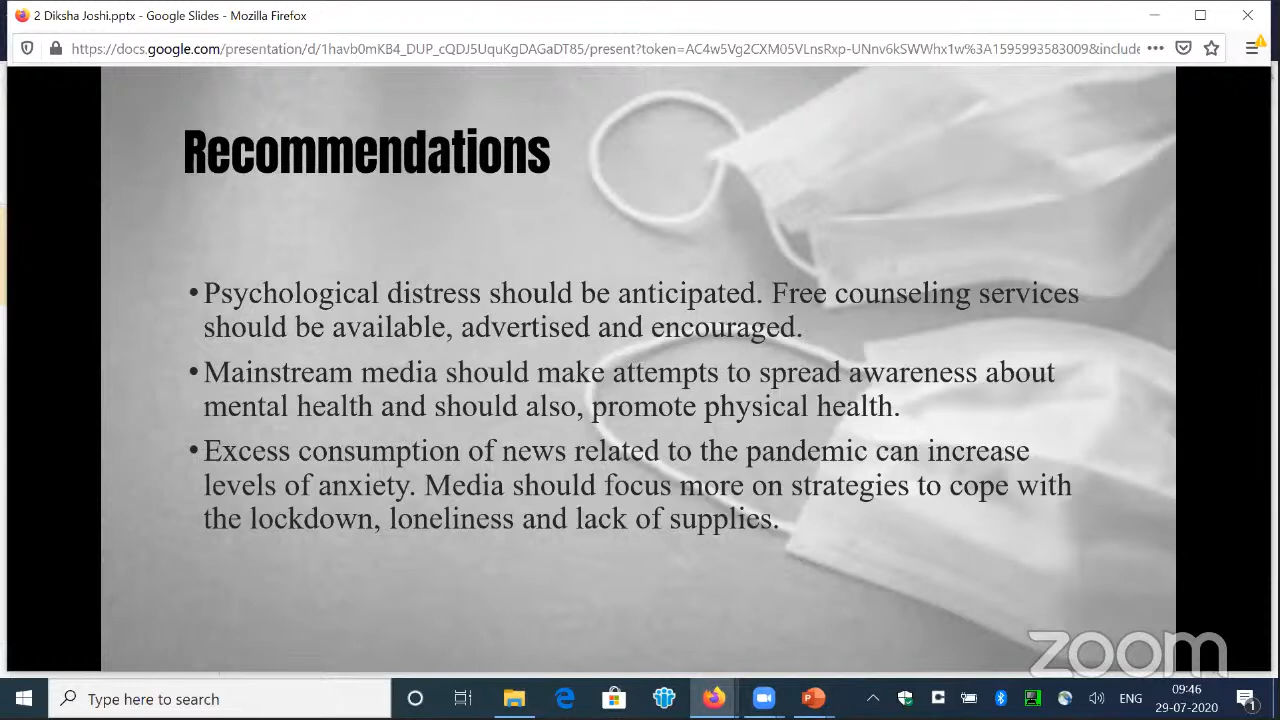 2 Diksha Joshi.pptx - Google Slides - Mozilla Firefox
https://docs.google.com/presentation/d/1havb0mKB4_DUP_cQDJ5UquKgDAGaDT85/present?token=AC4w5Vg2CXM05VLnsRxp-UNnv6kSWWhx1w%3A1595993583009&include
Recommendations
•Psychological distress should be anticipated. Free counseling services
should be available, advertised and encouraged.
•Mainstream media should make attempts to spread awareness about
mental health and should also, promote physical health.
•Excess consumption of news related to the pandemic can increase
levels of anxiety. Media should focus more on strategies to cope with
the lockdown, loneliness and lack of supplies.
zoom
Type here to search
ENG
09:46
29-07-2020
1